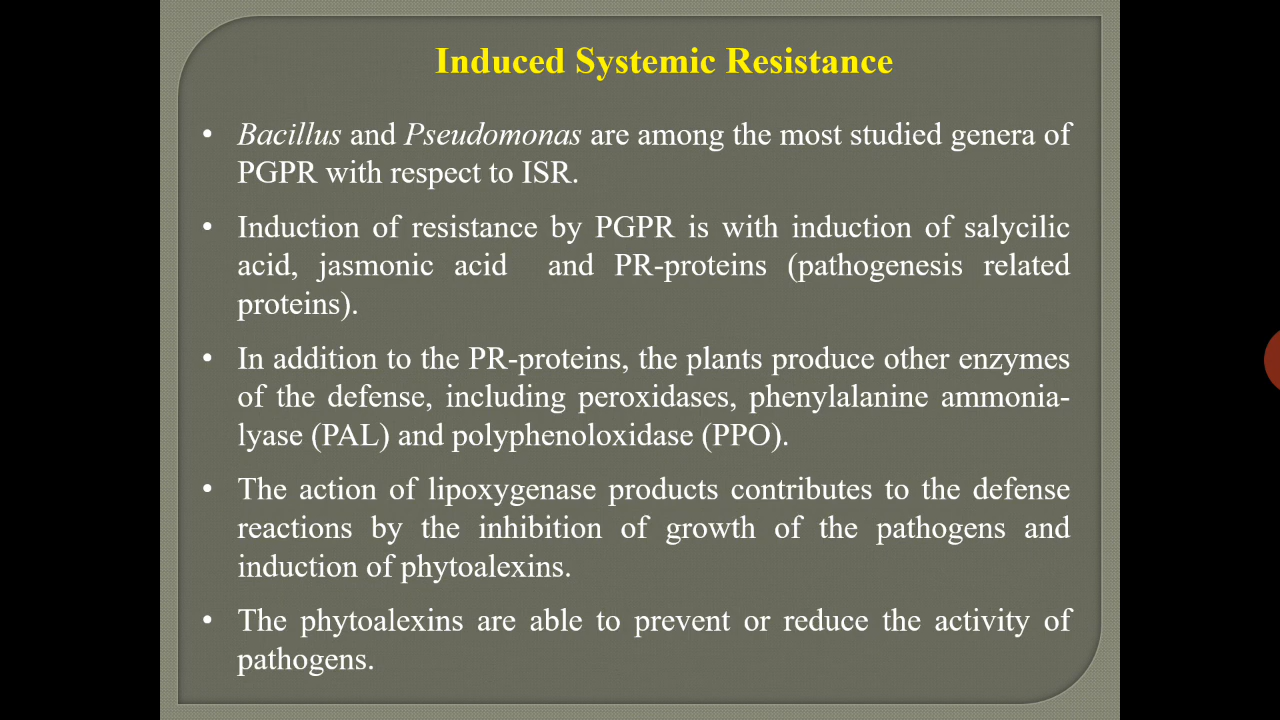 Induced Systemic Resistance
• Bacillus and Pseudomonas are among the most studied genera of
PGPR with respect to ISR.
• Induction of resistance by PGPR is with induction of salycilic
acid, jasmonic acid and PR-proteins (pathogenesis related
proteins).
• In addition to the PR-proteins, the plants produce other enzymes
of the defense, including peroxidases, phenylalanine ammonia-
lyase (PAL) and polyphenoloxidase (PPO).
• The action of lipoxygenase products contributes to the defense
reactions by the inhibition of growth of the pathogens and
induction of phytoalexins.
• The phytoalexins are able to prevent or reduce the activity of
pathogens.